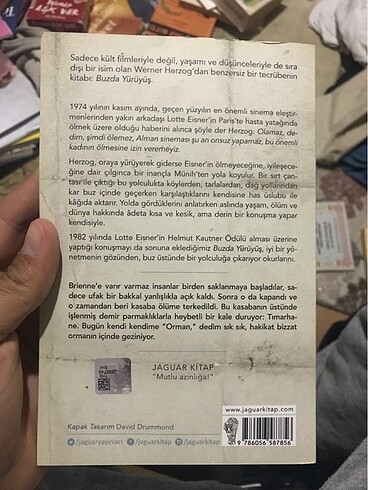 Sadece kült filmleriyle değil, yaşamı ve düşünceleriyle de sıra
dışı bir isim olan Werner Herzog'dan benzersiz bir tecrübenin
kitabı: Buzda Yürüyüş.
1974 yılının kasım ayında, geçen yüzyılın en önemli sinema eleştir-
menlerinden yakın arkadaşı Lotte Eisner'in Paris'te hasta yatağında
ölmek üzere olduğu haberini alınca şöyle der Herzog: Olamaz, de-
dim, şimdi ölemez, Alman sineması şu an onsuz yapamaz, bu önemli
kadının ölmesine izin vermeyiz.
Herzog, oraya yürüyerek giderse Eisner'in ölmeyeceğine, iyileşece-
ğine dair çılgınca bir inançla Münih'ten yola koyulur. Bir sırt çan-
tası ile çıktığı bu yolculukta köylerden, tarlalardan, dağ yollarından
kar buz içinde geçerken karşılaştıklarını kendine has üslubu ile
kâğıda aktarır. Yolda gördüklerini anlatırken aslında yaşam, ölüm ve
dünya hakkında âdeta kısa ve kesik, ama derin bir konuşma yapar
kendisiyle.
1982 yılında Lotte Eisner'in Helmut Kautner Ödülü alması üzerine
yaptığı konuşmayı da sonuna eklediğimiz Buzda Yürüyüş, iyi bir yö-
netmenin gözünden, buz üstünde bir yolculuğa çıkarıyor okurlarını.
Brienne'e varır varmaz insanlar birden saklanmaya başladılar, sa-
dece ufak bir bakkal yanlışlıkla açık kaldı. Sonra o da kapandı ve
o zamandan beri kasaba ölüme terkedildi. Bu kasabanın üstünde
işlenmiş demir parmaklıklarla heybetli bir kale duruyor: Tımarha-
ne. Bugün kendi kendime "Orman," dedim sık sık, hakikat bizzat
ormanın içinde geziniyor.
JAGUAR KİTAP
"Mutlu azınlığa!"
www.jaguarkitap.com
9 786056 587856
Kapak Tasarım David Drummond
/jaguaryayinlari
/jaguarkitap
/jaguarkitap